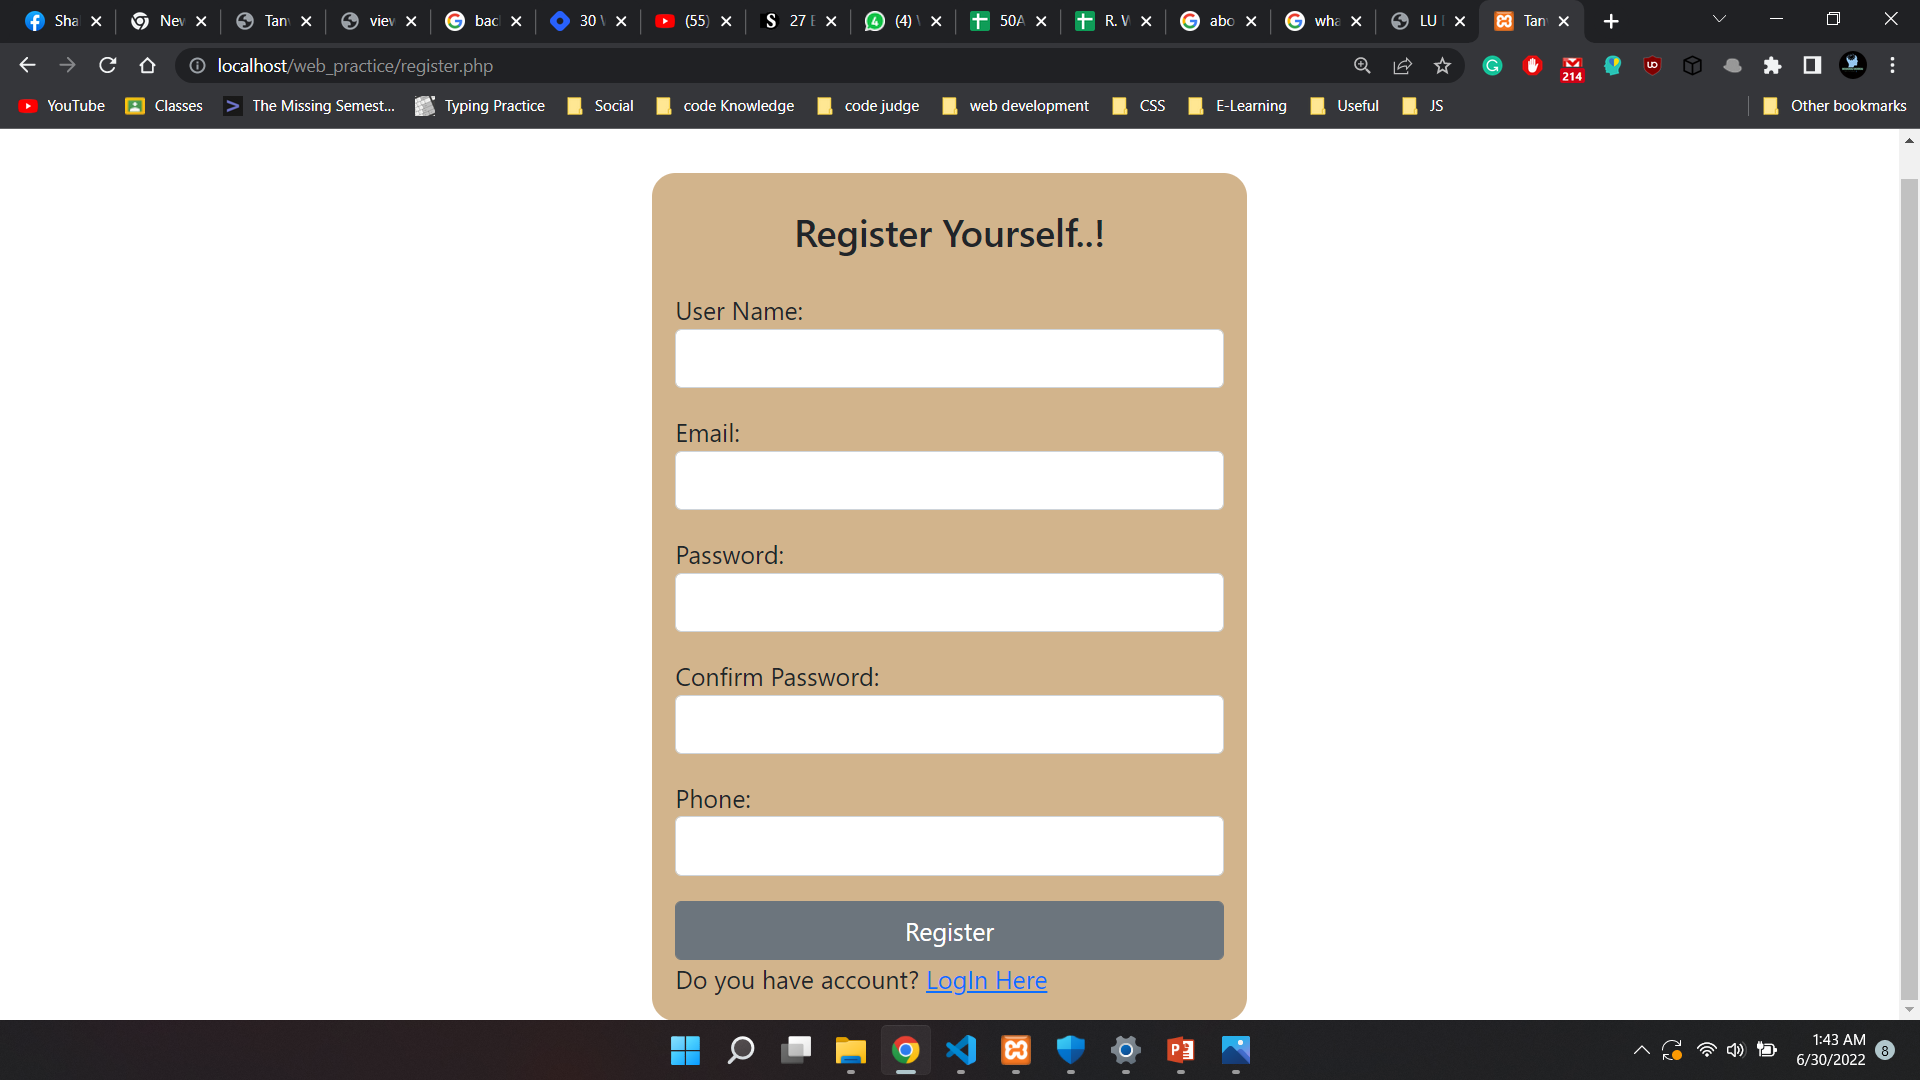 Sha New Tan view bac 30 (55) 27 E (4) 50A R. W abo wha LU Tan
localhost/web_practice/register.php
214
YouTube Classes The Missing Semest... Typing Practice Social code Knowledge code judge web development CSS E-Learning Useful JS Other bookmarks
Register Yourself..!
User Name:
Email:
Password:
Confirm Password:
Phone:
Register
Do you have account? LogIn Here
1:43 AM
6/30/2022
8